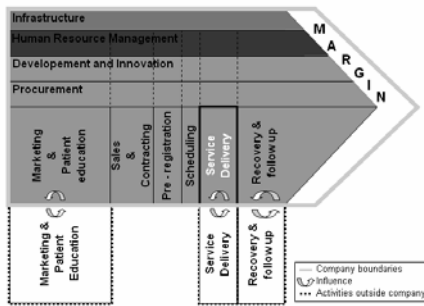 Infrastructure
Human Resource Management
Developement and Innovation
Procurement
MARGIN
Marketing
&
Patient
education
Sales
&
Contracting
Pre - registration
Scheduling
Service
Delivery
Recovery &
follow up
Marketing &
Patient
Education
Service
Delivery
Recovery &
follow up
Company boundaries
Influence
Activities outside company